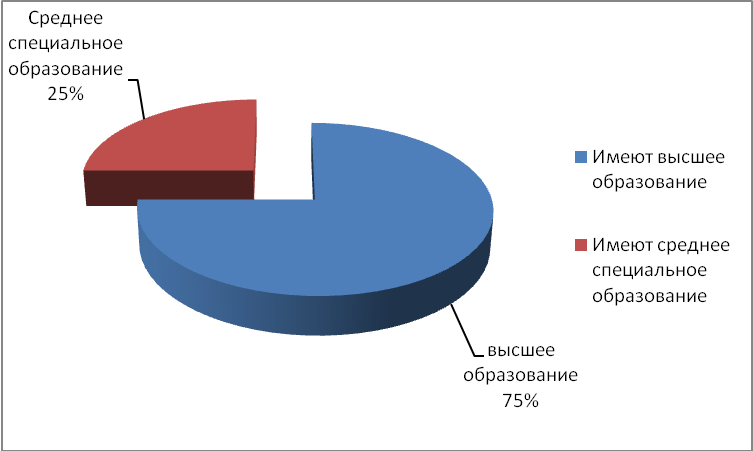 Среднее
специальное
образование
25%
Имеют высшее
образование
Имеют среднее
специальное
образование
высшее
образование
75%